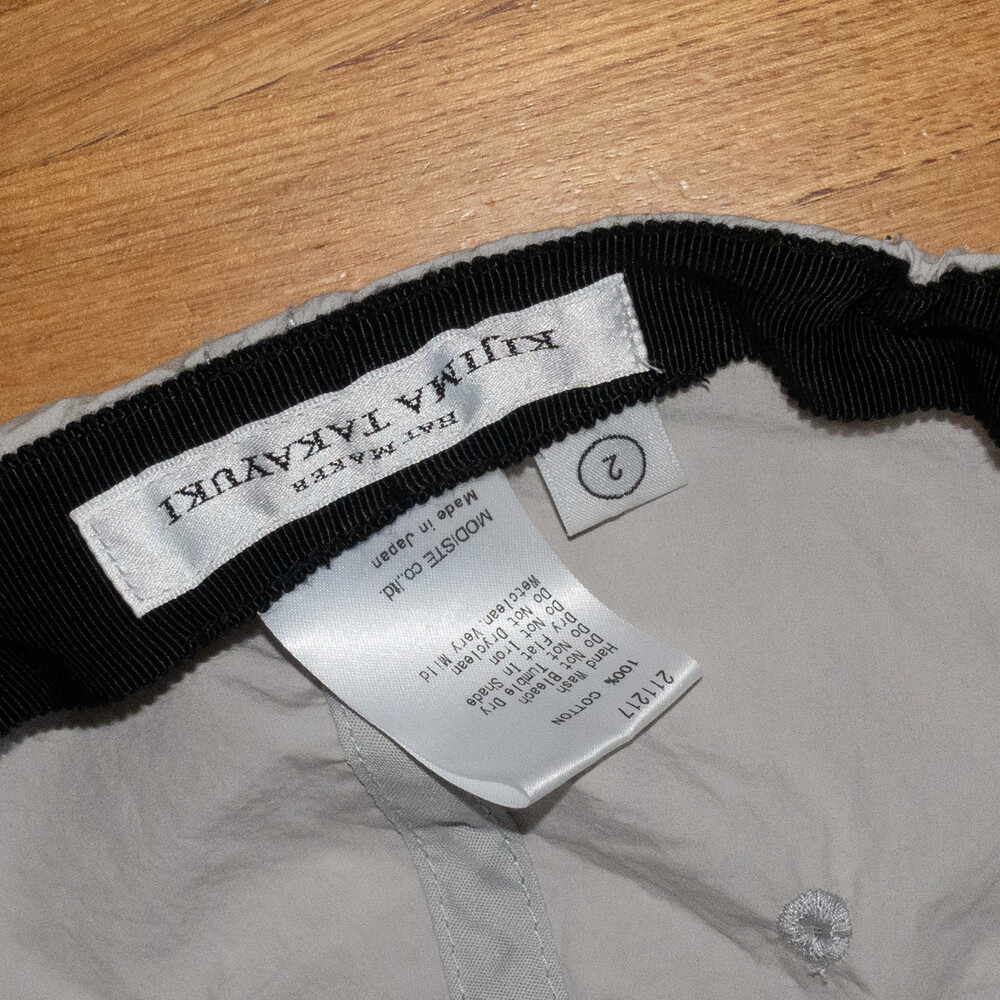 KIJIMA TAKAYUKI
HAT MAKER
2
211217
100% COTTON
Hand Wash
Do Not Bleach
Do Not Tumble Dry
Dry Flat In Shade
Do Not Iron
Do Not Dryclean
Wetclean, Very Mild
MODISTE co.,ltd.
Made in Japan